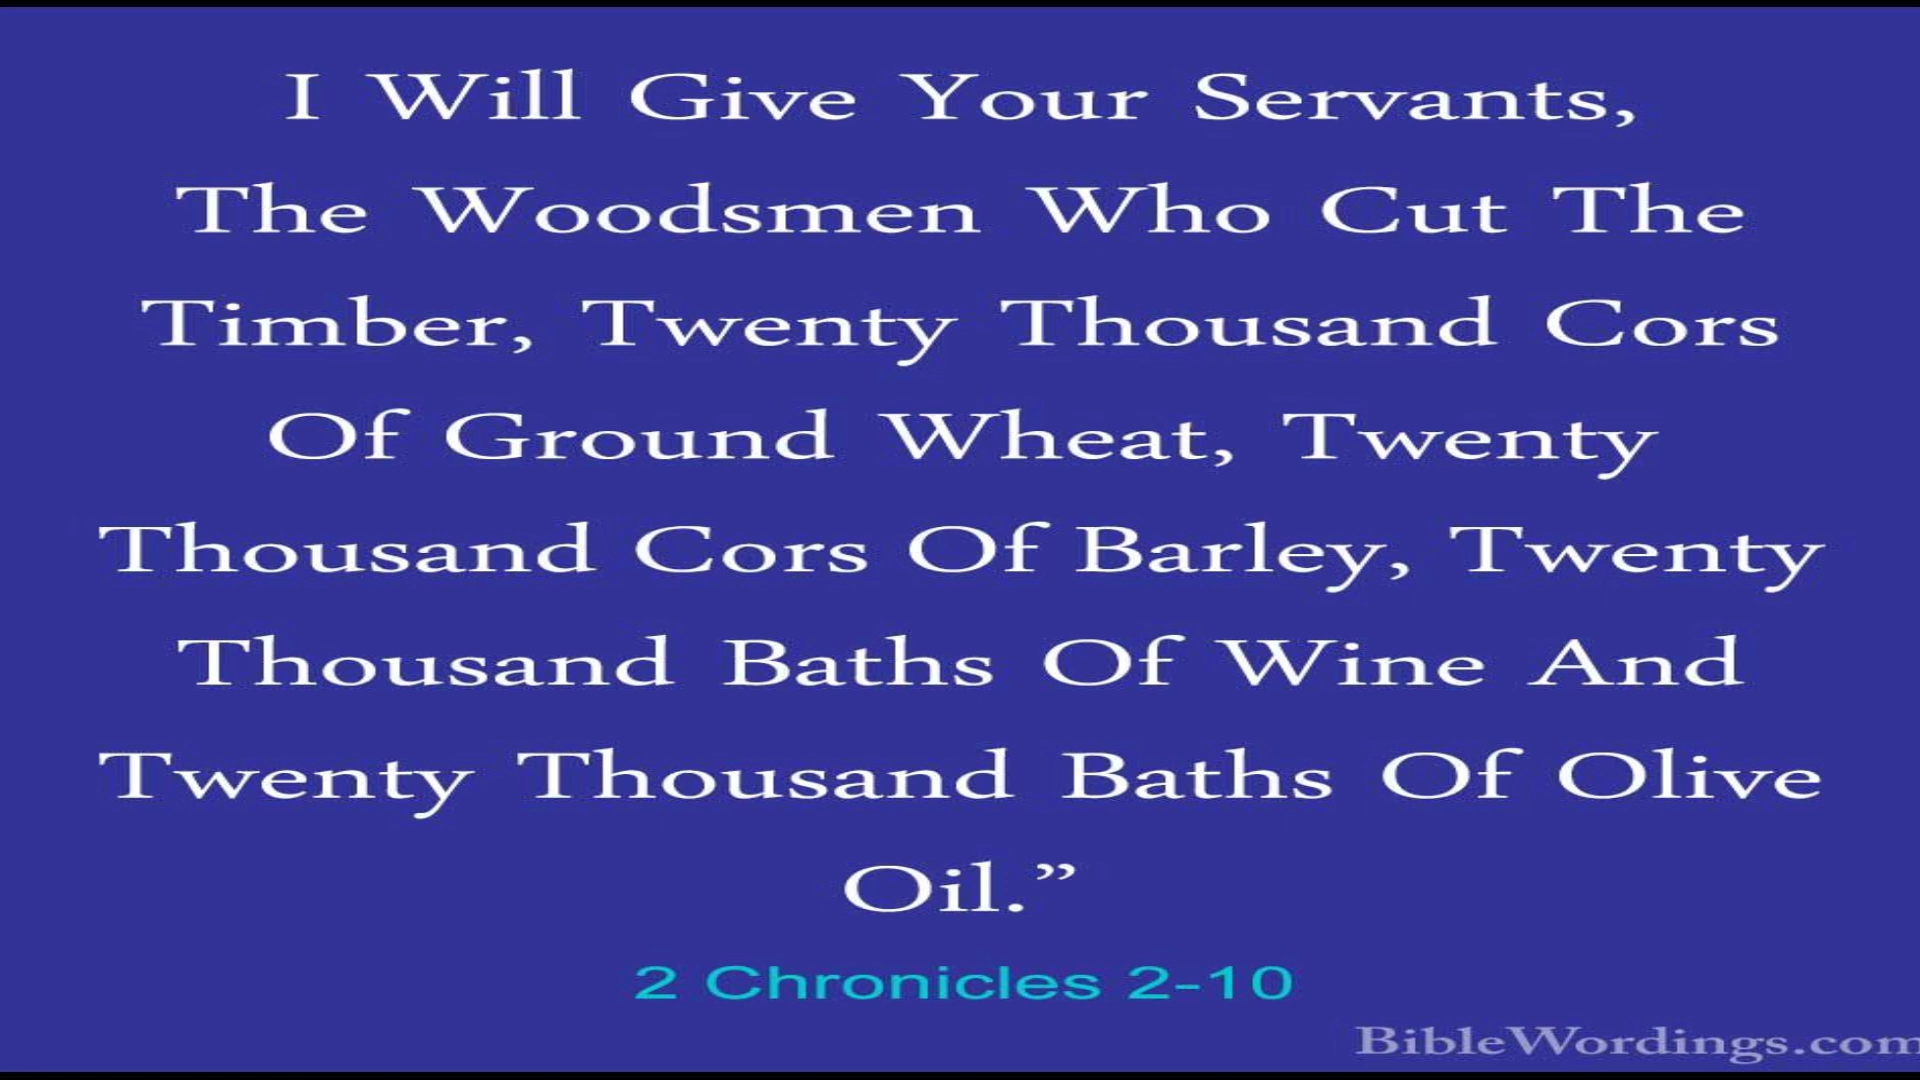 I Will Give Your Servants,
The Woodsmen Who Cut The
Timber, Twenty Thousand Cors
Of Ground Wheat, Twenty
Thousand Cors Of Barley, Twenty
Thousand Baths Of Wine And
Twenty Thousand Baths Of Olive
Oil.”
2 Chronicles 2-10
BibleWordings.com